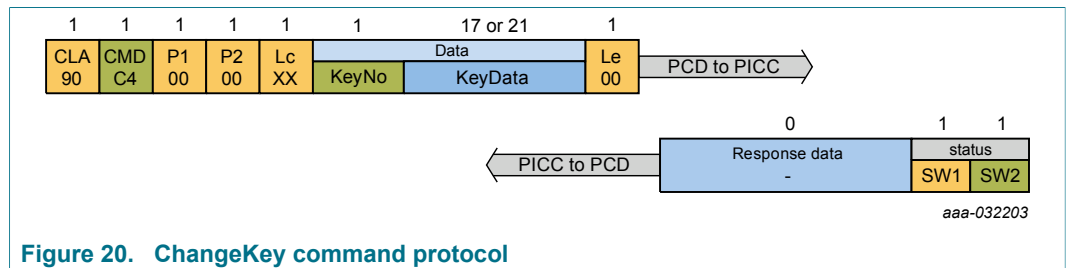 1 1 1 1 1 1 17 or 21 1
CLA CMD P1 P2 Lc Data Le
90 C4 00 00 XX KeyNo KeyData 00
PCD to PICC
0 1 1
PICC to PCD Response data status
- SW1 SW2
aaa-032203
Figure 20. ChangeKey command protocol